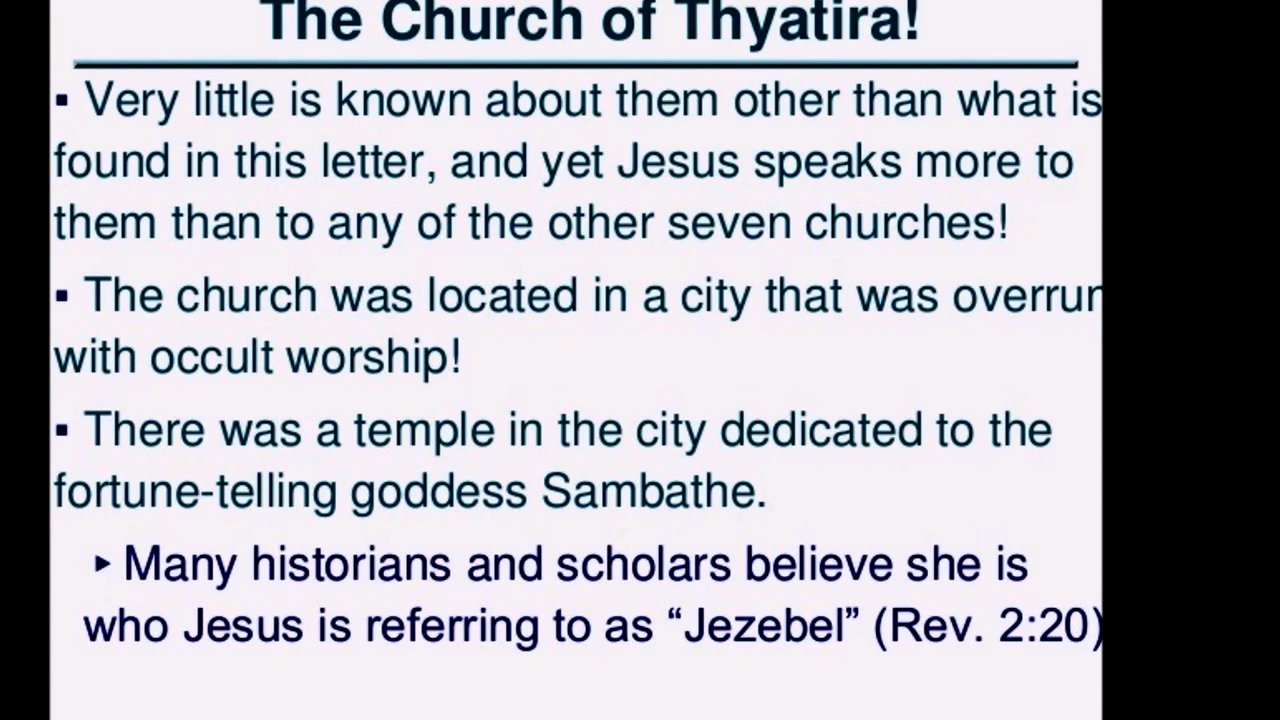 The Church of Thyatira!
▪ Very little is known about them other than what is
found in this letter, and yet Jesus speaks more to
them than to any of the other seven churches!
▪ The church was located in a city that was overrun
with occult worship!
▪ There was a temple in the city dedicated to the
fortune-telling goddess Sambathe.
▸ Many historians and scholars believe she is
who Jesus is referring to as “Jezebel” (Rev. 2:20)